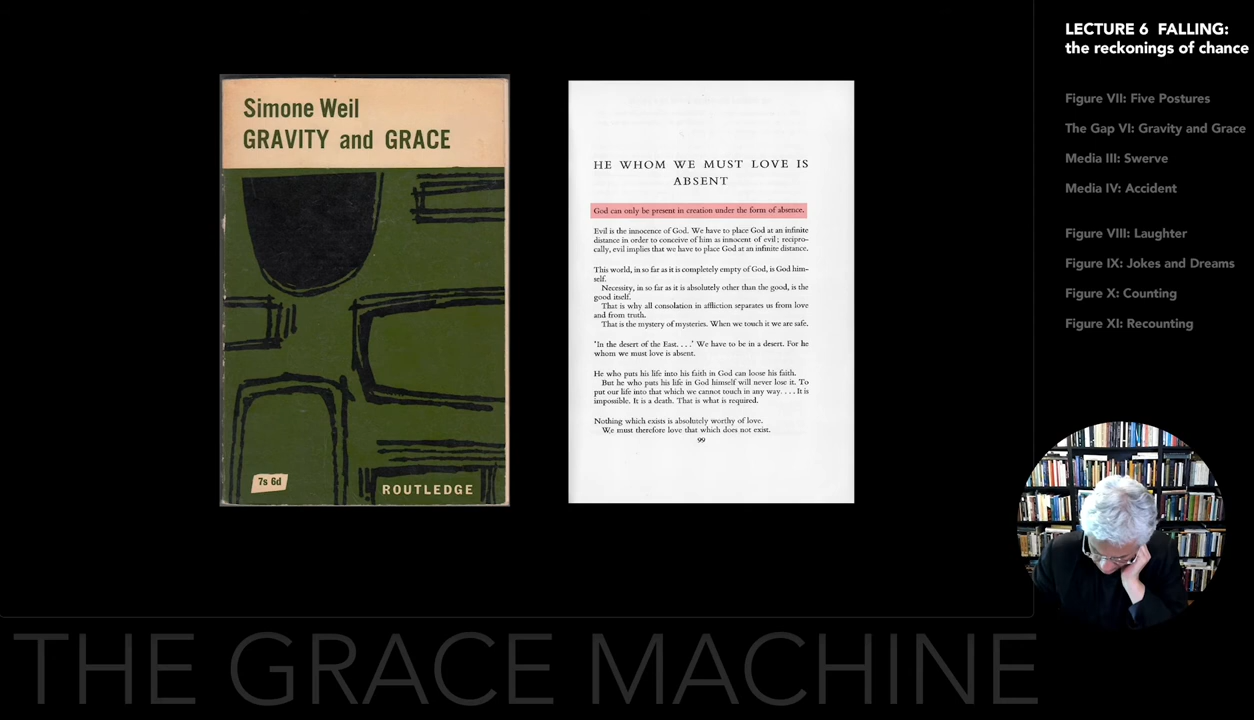 Simone Weil
GRAVITY and GRACE
7s 6d
ROUTLEDGE
HE WHOM WE MUST LOVE IS
ABSENT
God can only be present in creation under the form of absence.
Evil is the innocence of God. We have to place God at an infinite
distance in order to conceive of him as innocent of evil; recipro-
cally, evil implies that we have to place God at an infinite distance.
This world, in so far as it is completely empty of God, is God him-
self.
Necessity, in so far as it is absolutely other than the good, is the
good itself.
That is why all consolation in affliction separates us from love
and from truth.
That is the mystery of mysteries. When we touch it we are safe.
'In the desert of the East. . . .' We have to be in a desert. For he
whom we must love is absent.
He who puts his life into his faith in God can loose his faith.
But he who puts his life in God himself will never lose it. To
put our life into that which we cannot touch in any way. . . . It is
impossible. It is a death. That is what is required.
Nothing which exists is absolutely worthy of love.
We must therefore love that which does not exist.
99
LECTURE 6 FALLING:
the reckonings of chance
Figure VII: Five Postures
The Gap VI: Gravity and Grace
Media III: Swerve
Media IV: Accident
Figure VIII: Laughter
Figure IX: Jokes and Dreams
Figure X: Counting
Figure XI: Recounting
THE GRACE MACHINE